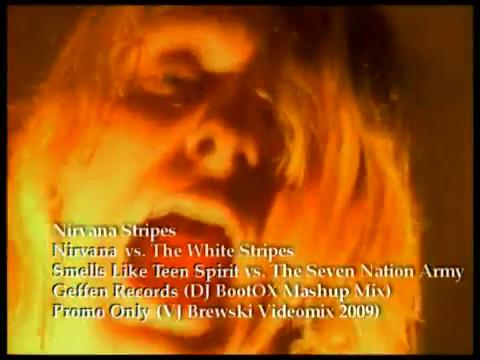 Nirvana Stripes
Nirvana vs. The White Stripes
Smells Like Teen Spirit vs. The Seven Nation Army
Geffen Records (DJ BootOX Mashup Mix)
Promo Only (VJ Brewski Videomix 2009)